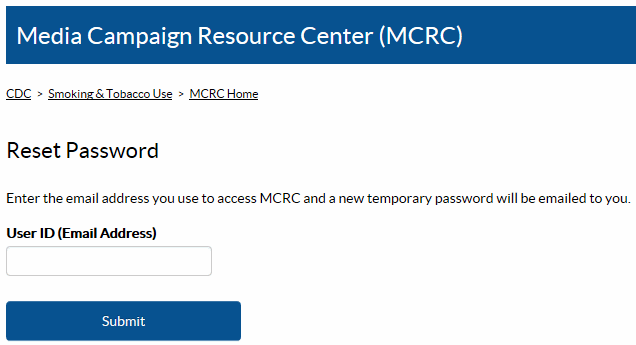 Media Campaign Resource Center (MCRC)
CDC > Smoking & Tobacco Use > MCRC Home
Reset Password
Enter the email address you use to access MCRC and a new temporary password will be emailed to you.
User ID (Email Address)
Submit